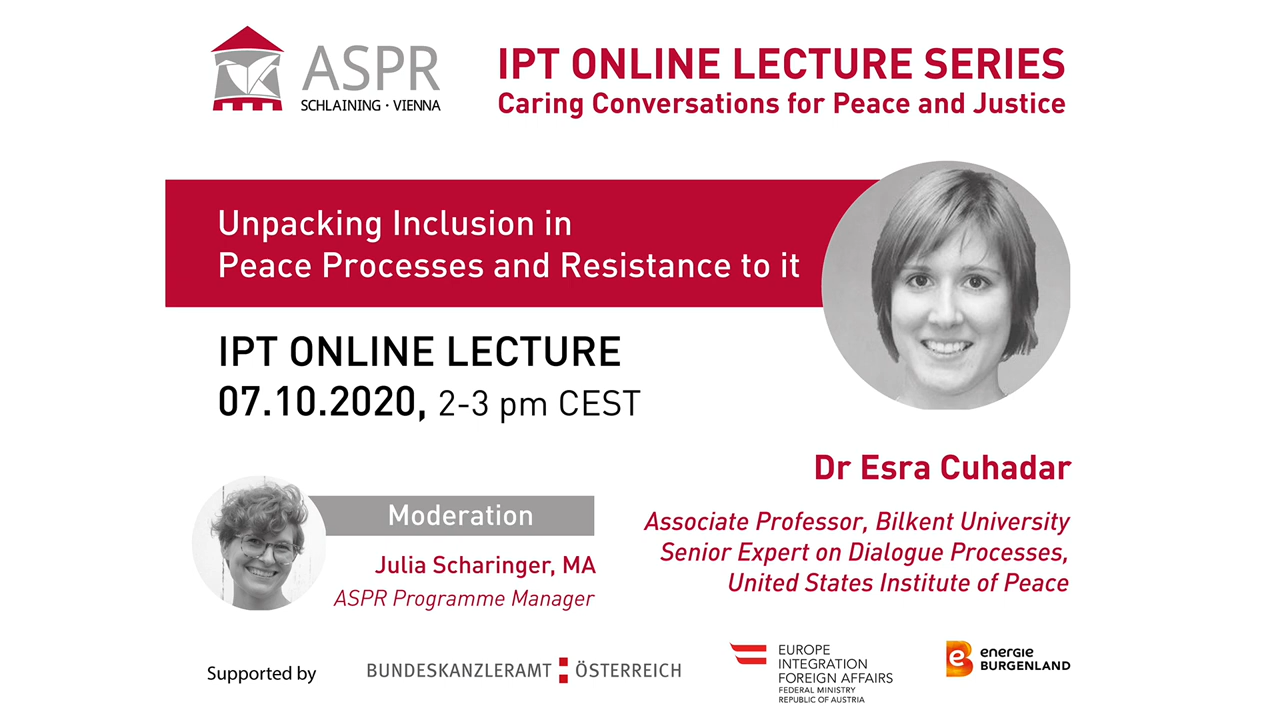 ASPR
SCHLAINING · VIENNA
IPT ONLINE LECTURE SERIES
Caring Conversations for Peace and Justice
Unpacking Inclusion in
Peace Processes and Resistance to it
IPT ONLINE LECTURE
07.10.2020, 2-3 pm CEST
Dr Esra Cuhadar
Associate Professor, Bilkent University
Senior Expert on Dialogue Processes,
United States Institute of Peace
Moderation
Julia Scharinger, MA
ASPR Programme Manager
Supported by
BUNDESKANZLERAMT ÖSTERREICH
EUROPE
INTEGRATION
FOREIGN AFFAIRS
FEDERAL MINISTRY
REPUBLIC OF AUSTRIA
energie
BURGENLAND